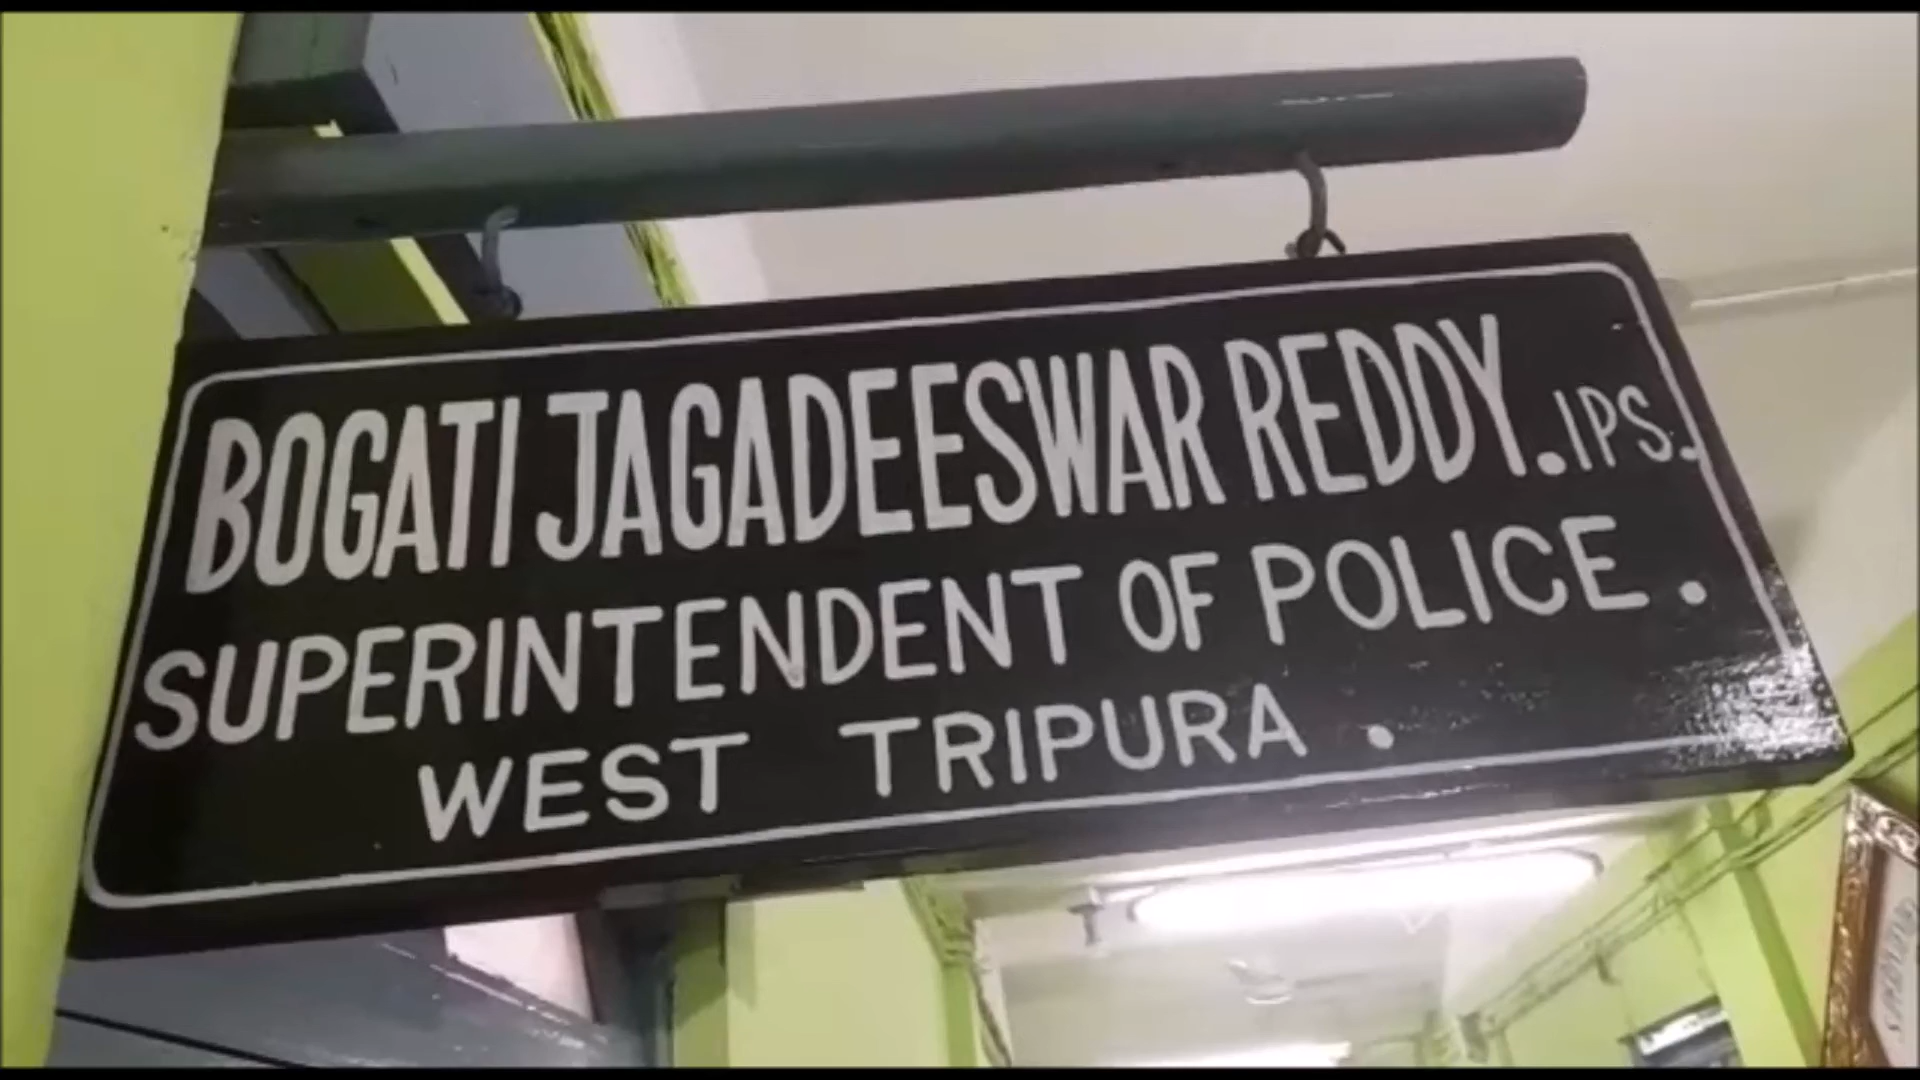 BOGATI JAGADEESWAR REDDY.IPS.
SUPERINTENDENT OF POLICE.
WEST TRIPURA.